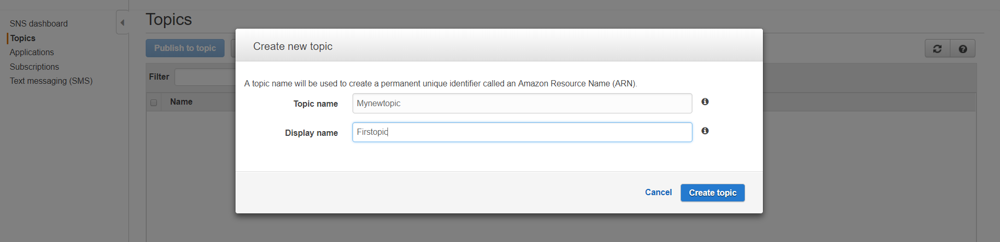 SNS dashboard
Topics
Applications
Subscriptions
Text messaging (SMS)
Topics
Publish to topic
Filter
Name
Create new topic
A topic name will be used to create a permanent unique identifier called an Amazon Resource Name (ARN).
Topic name Mynewtopic
Display name Firstopic
Cancel Create topic